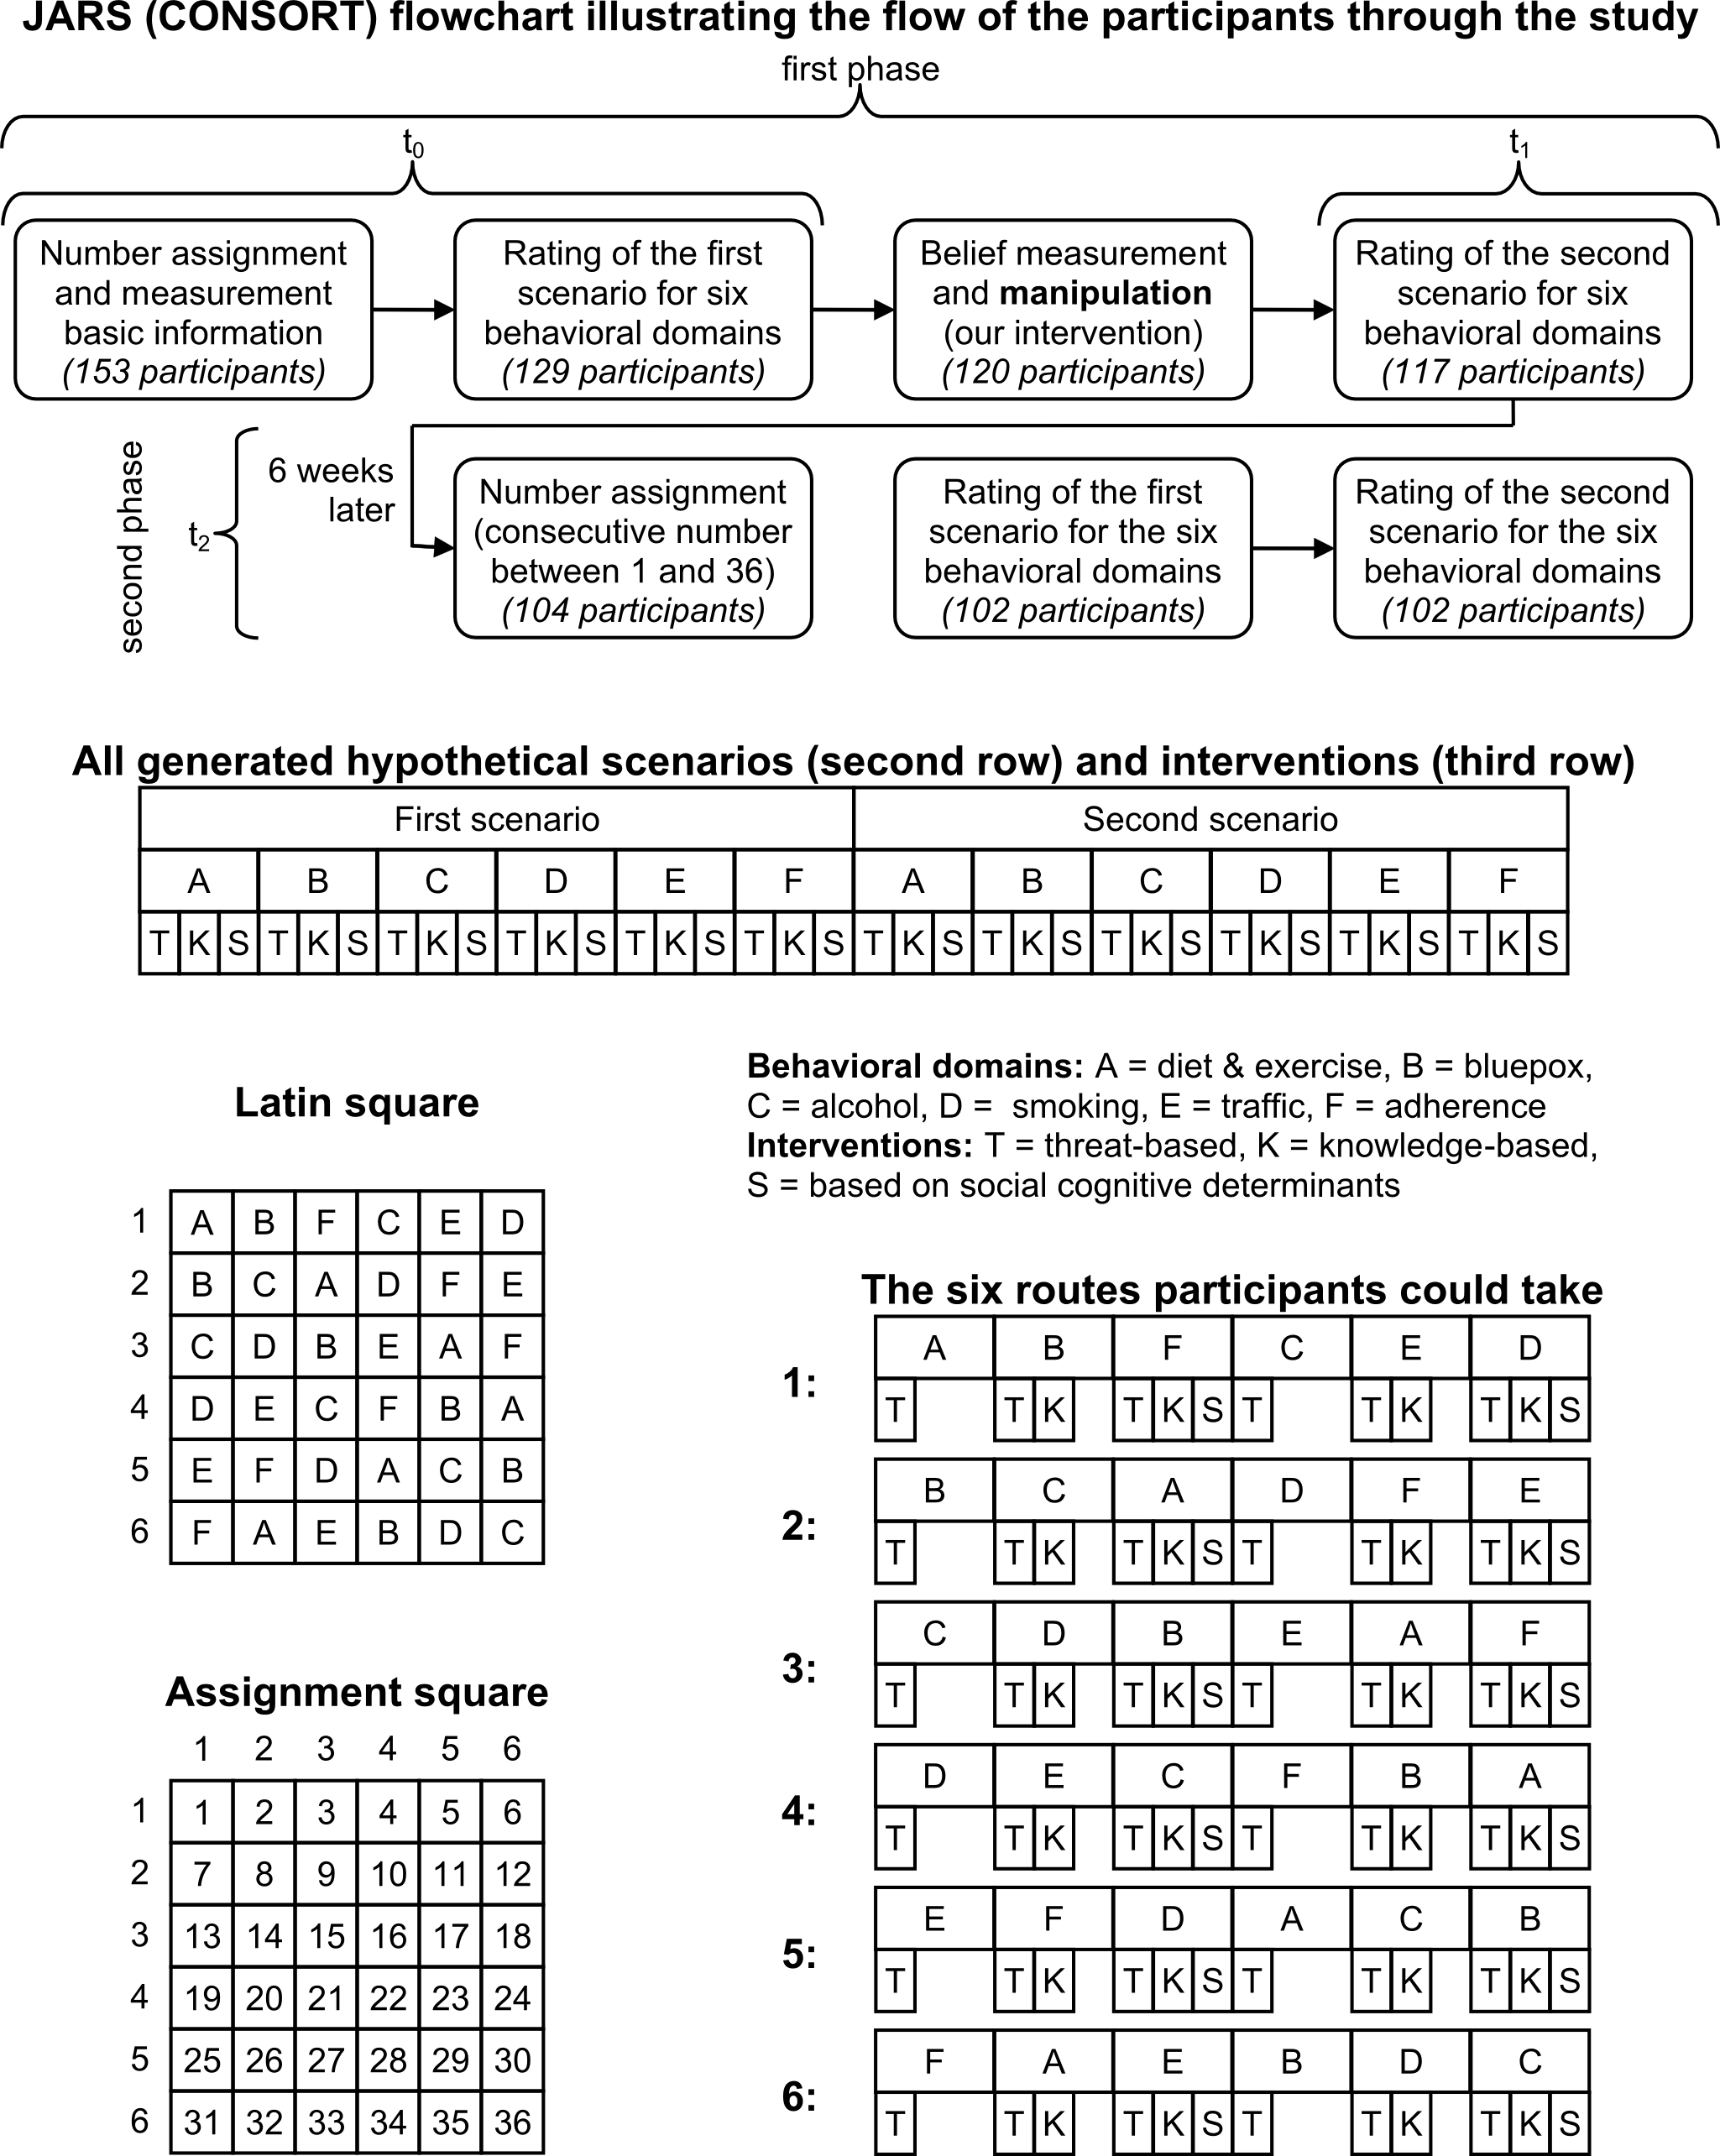 JARS (CONSORT) flowchart illustrating the flow of the participants through the study
first phase
t0
t1
Number assignment
and measurement
basic information
(153 participants)
Rating of the first
scenario for six
behavioral domains
(129 participants)
Belief measurement
and manipulation
(our intervention)
(120 participants)
Rating of the second
scenario for six
behavioral domains
(117 participants)
second phase
t2
6 weeks
later
Number assignment
(consecutive number
between 1 and 36)
(104 participants)
Rating of the first
scenario for the six
behavioral domains
(102 participants)
Rating of the second
scenario for the six
behavioral domains
(102 participants)
All generated hypothetical scenarios (second row) and interventions (third row)
First scenario Second scenario
A B C D E F A B C D E F
T K S T K S T K S T K S T K S T K S T K S T K S T K S T K S T K S T K S
Behavioral domains: A = diet & exercise, B = bluepox,
C = alcohol, D = smoking, E = traffic, F = adherence
Interventions: T = threat-based, K = knowledge-based,
S = based on social cognitive determinants
Latin square
1 A B F C E D
2 B C A D F E
3 C D B E A F
4 D E C F B A
5 E F D A C B
6 F A E B D C
Assignment square
1 2 3 4 5 6
1 1 2 3 4 5 6
2 7 8 9 10 11 12
3 13 14 15 16 17 18
4 19 20 21 22 23 24
5 25 26 27 28 29 30
6 31 32 33 34 35 36
The six routes participants could take
1:
A B F C E D
T T K T K S T T K T K S
2:
B C A D F E
T T K T K S T T K T K S
3:
C D B E A F
T T K T K S T T K T K S
4:
D E C F B A
T T K T K S T T K T K S
5:
E F D A C B
T T K T K S T T K T K S
6:
F A E B D C
T T K T K S T T K T K S